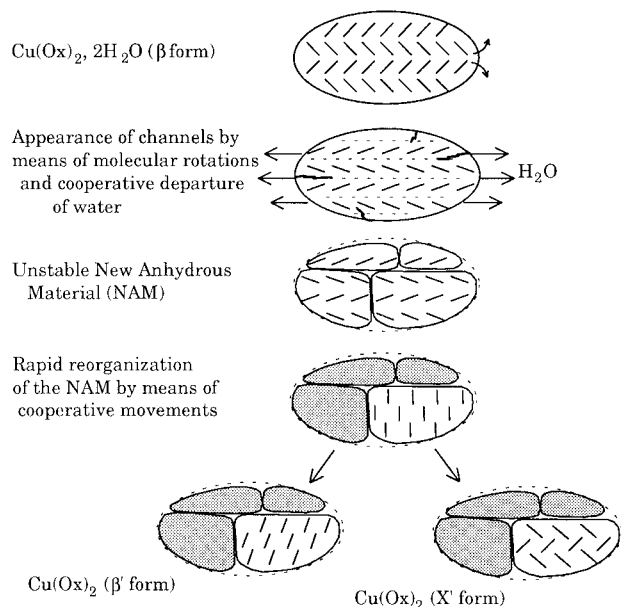 Cu(Ox)₂, 2H₂O (β form)
Appearance of channels by
means of molecular rotations
and cooperative departure
of water
H₂O
Unstable New Anhydrous
Material (NAM)
Rapid reorganization
of the NAM by means of
cooperative movements
Cu(Ox)₂ (β' form)
Cu(Ox)₂ (X' form)